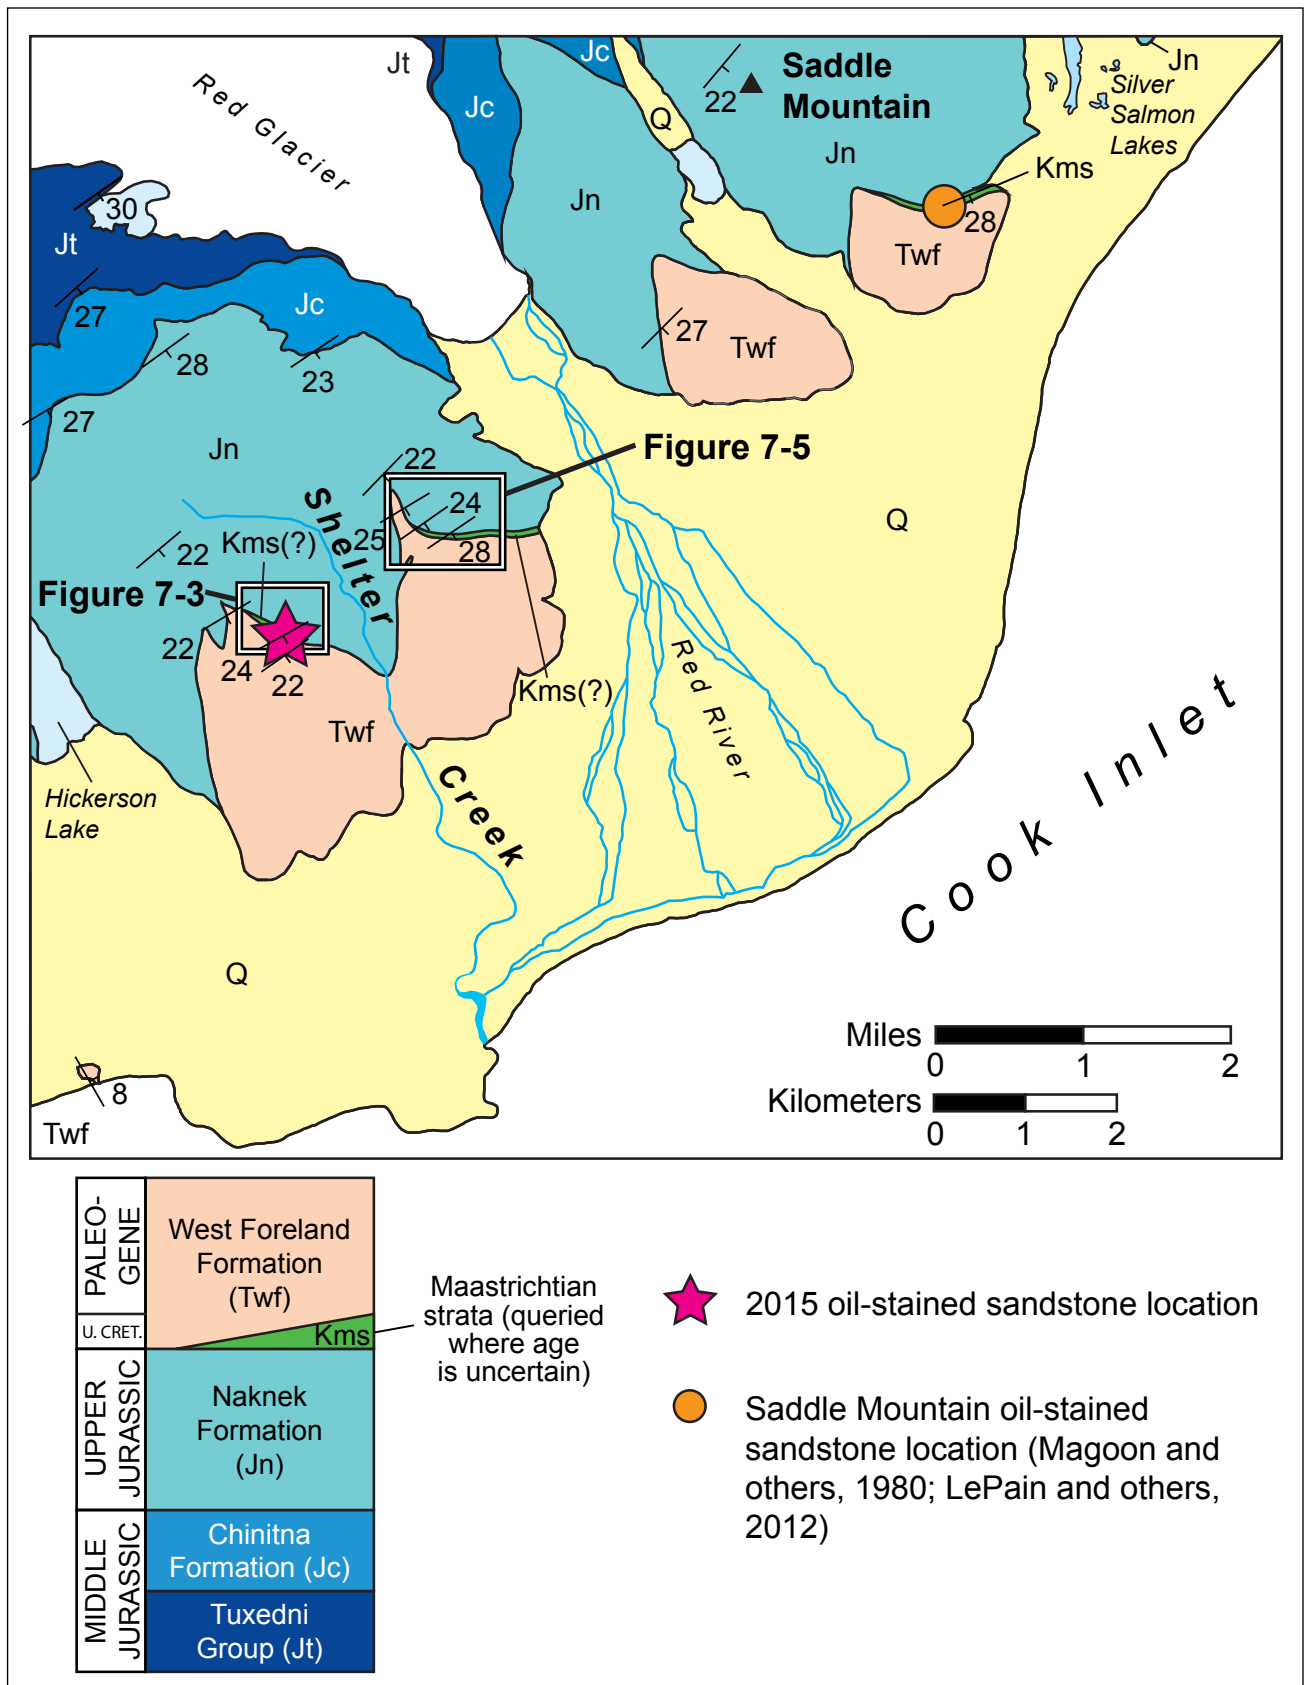 Jt
Jc
Jc
Saddle
Mountain
22
Jn
Silver
Salmon
Lakes
Red Glacier
Q
Jn
Kms
30
Jn
28
Jt
Twf
27
Jc
27
Twf
28
23
27
Jn
22
Figure 7-5
24
25
28
Shelter
Creek
22
Kms(?)
Q
Figure 7-3
22
24
22
Kms(?)
Twf
Red River
Hickerson
Lake
Cook Inlet
Q
Miles
0 1 2
Kilometers
0 1 2
8
Twf
PALEO-
GENE
U. CRET.
UPPER
JURASSIC
MIDDLE
JURASSIC
West Foreland
Formation
(Twf)
Kms
Naknek
Formation
(Jn)
Chinitna
Formation (Jc)
Tuxedni
Group (Jt)
Maastrichtian
strata (queried
where age
is uncertain)
2015 oil-stained sandstone location
Saddle Mountain oil-stained
sandstone location (Magoon and
others, 1980; LePain and others,
2012)